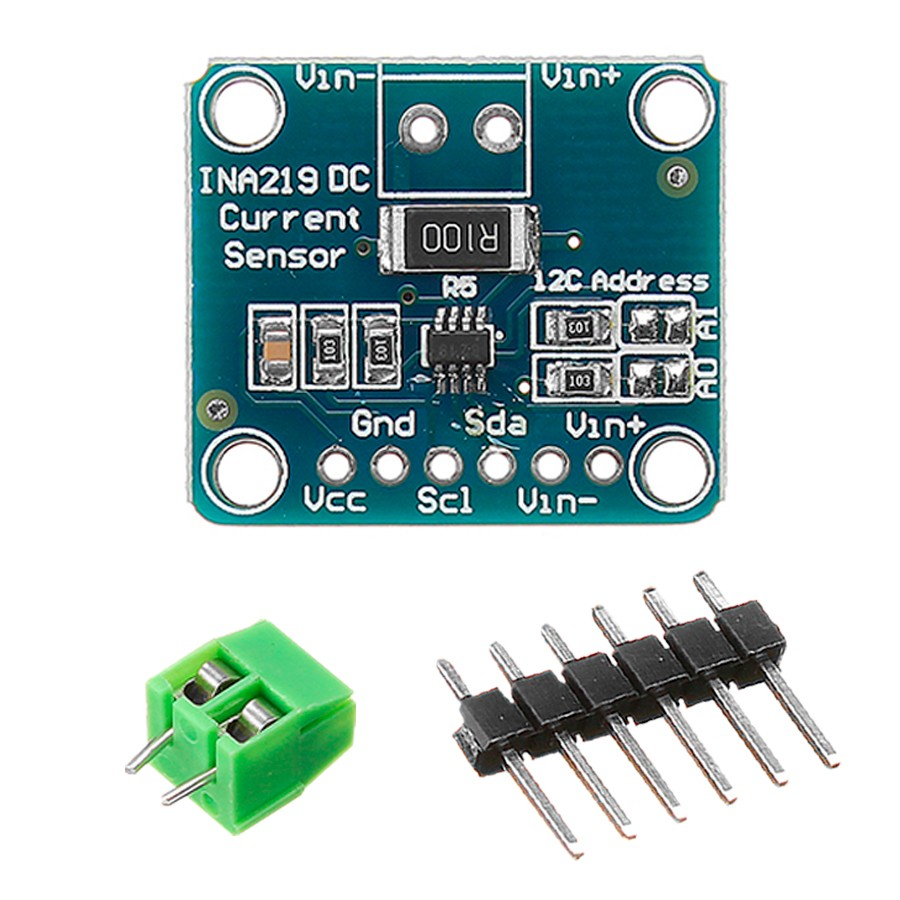 Vin-
Vin+
INA219 DC
Current
Sensor
R100
R5
I2C Address
103
A1
103
103
103
A0
Gnd
Sda
Vin+
Vcc
Scl
Vin-